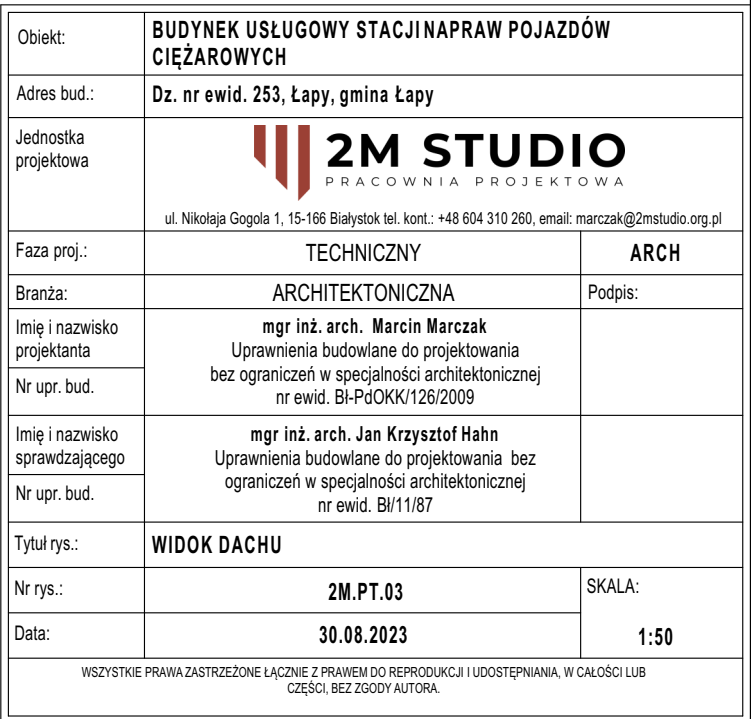 Obiekt:
BUDYNEK USŁUGOWY STACJI NAPRAW POJAZDÓW
CIĘŻAROWYCH
Adres bud.:
Dz. nr ewid. 253, Łapy, gmina Łapy
Jednostka
projektowa
2M STUDIO
PRACOWNIA PROJEKTOWA
ul. Nikołaja Gogola 1, 15-166 Białystok tel. kont.: +48 604 310 260, email: marczak@2mstudio.org.pl
Faza proj.:
TECHNICZNY
ARCH
Branża:
ARCHITEKTONICZNA
Podpis:
Imię i nazwisko
projektanta
Nr upr. bud.
mgr inż. arch. Marcin Marczak
Uprawnienia budowlane do projektowania
bez ograniczeń w specjalności architektonicznej
nr ewid. Bł-PdOKK/126/2009
Imię i nazwisko
sprawdzającego
Nr upr. bud.
mgr inż. arch. Jan Krzysztof Hahn
Uprawnienia budowlane do projektowania bez
ograniczeń w specjalności architektonicznej
nr ewid. Bł/11/87
Tytuł rys.:
WIDOK DACHU
Nr rys.:
2M.PT.03
SKALA:
Data:
30.08.2023
1:50
WSZYSTKIE PRAWA ZASTRZEŻONE ŁĄCZNIE Z PRAWEM DO REPRODUKCJI I UDOSTĘPNIANIA, W CAŁOŚCI LUB
CZĘŚCI, BEZ ZGODY AUTORA.